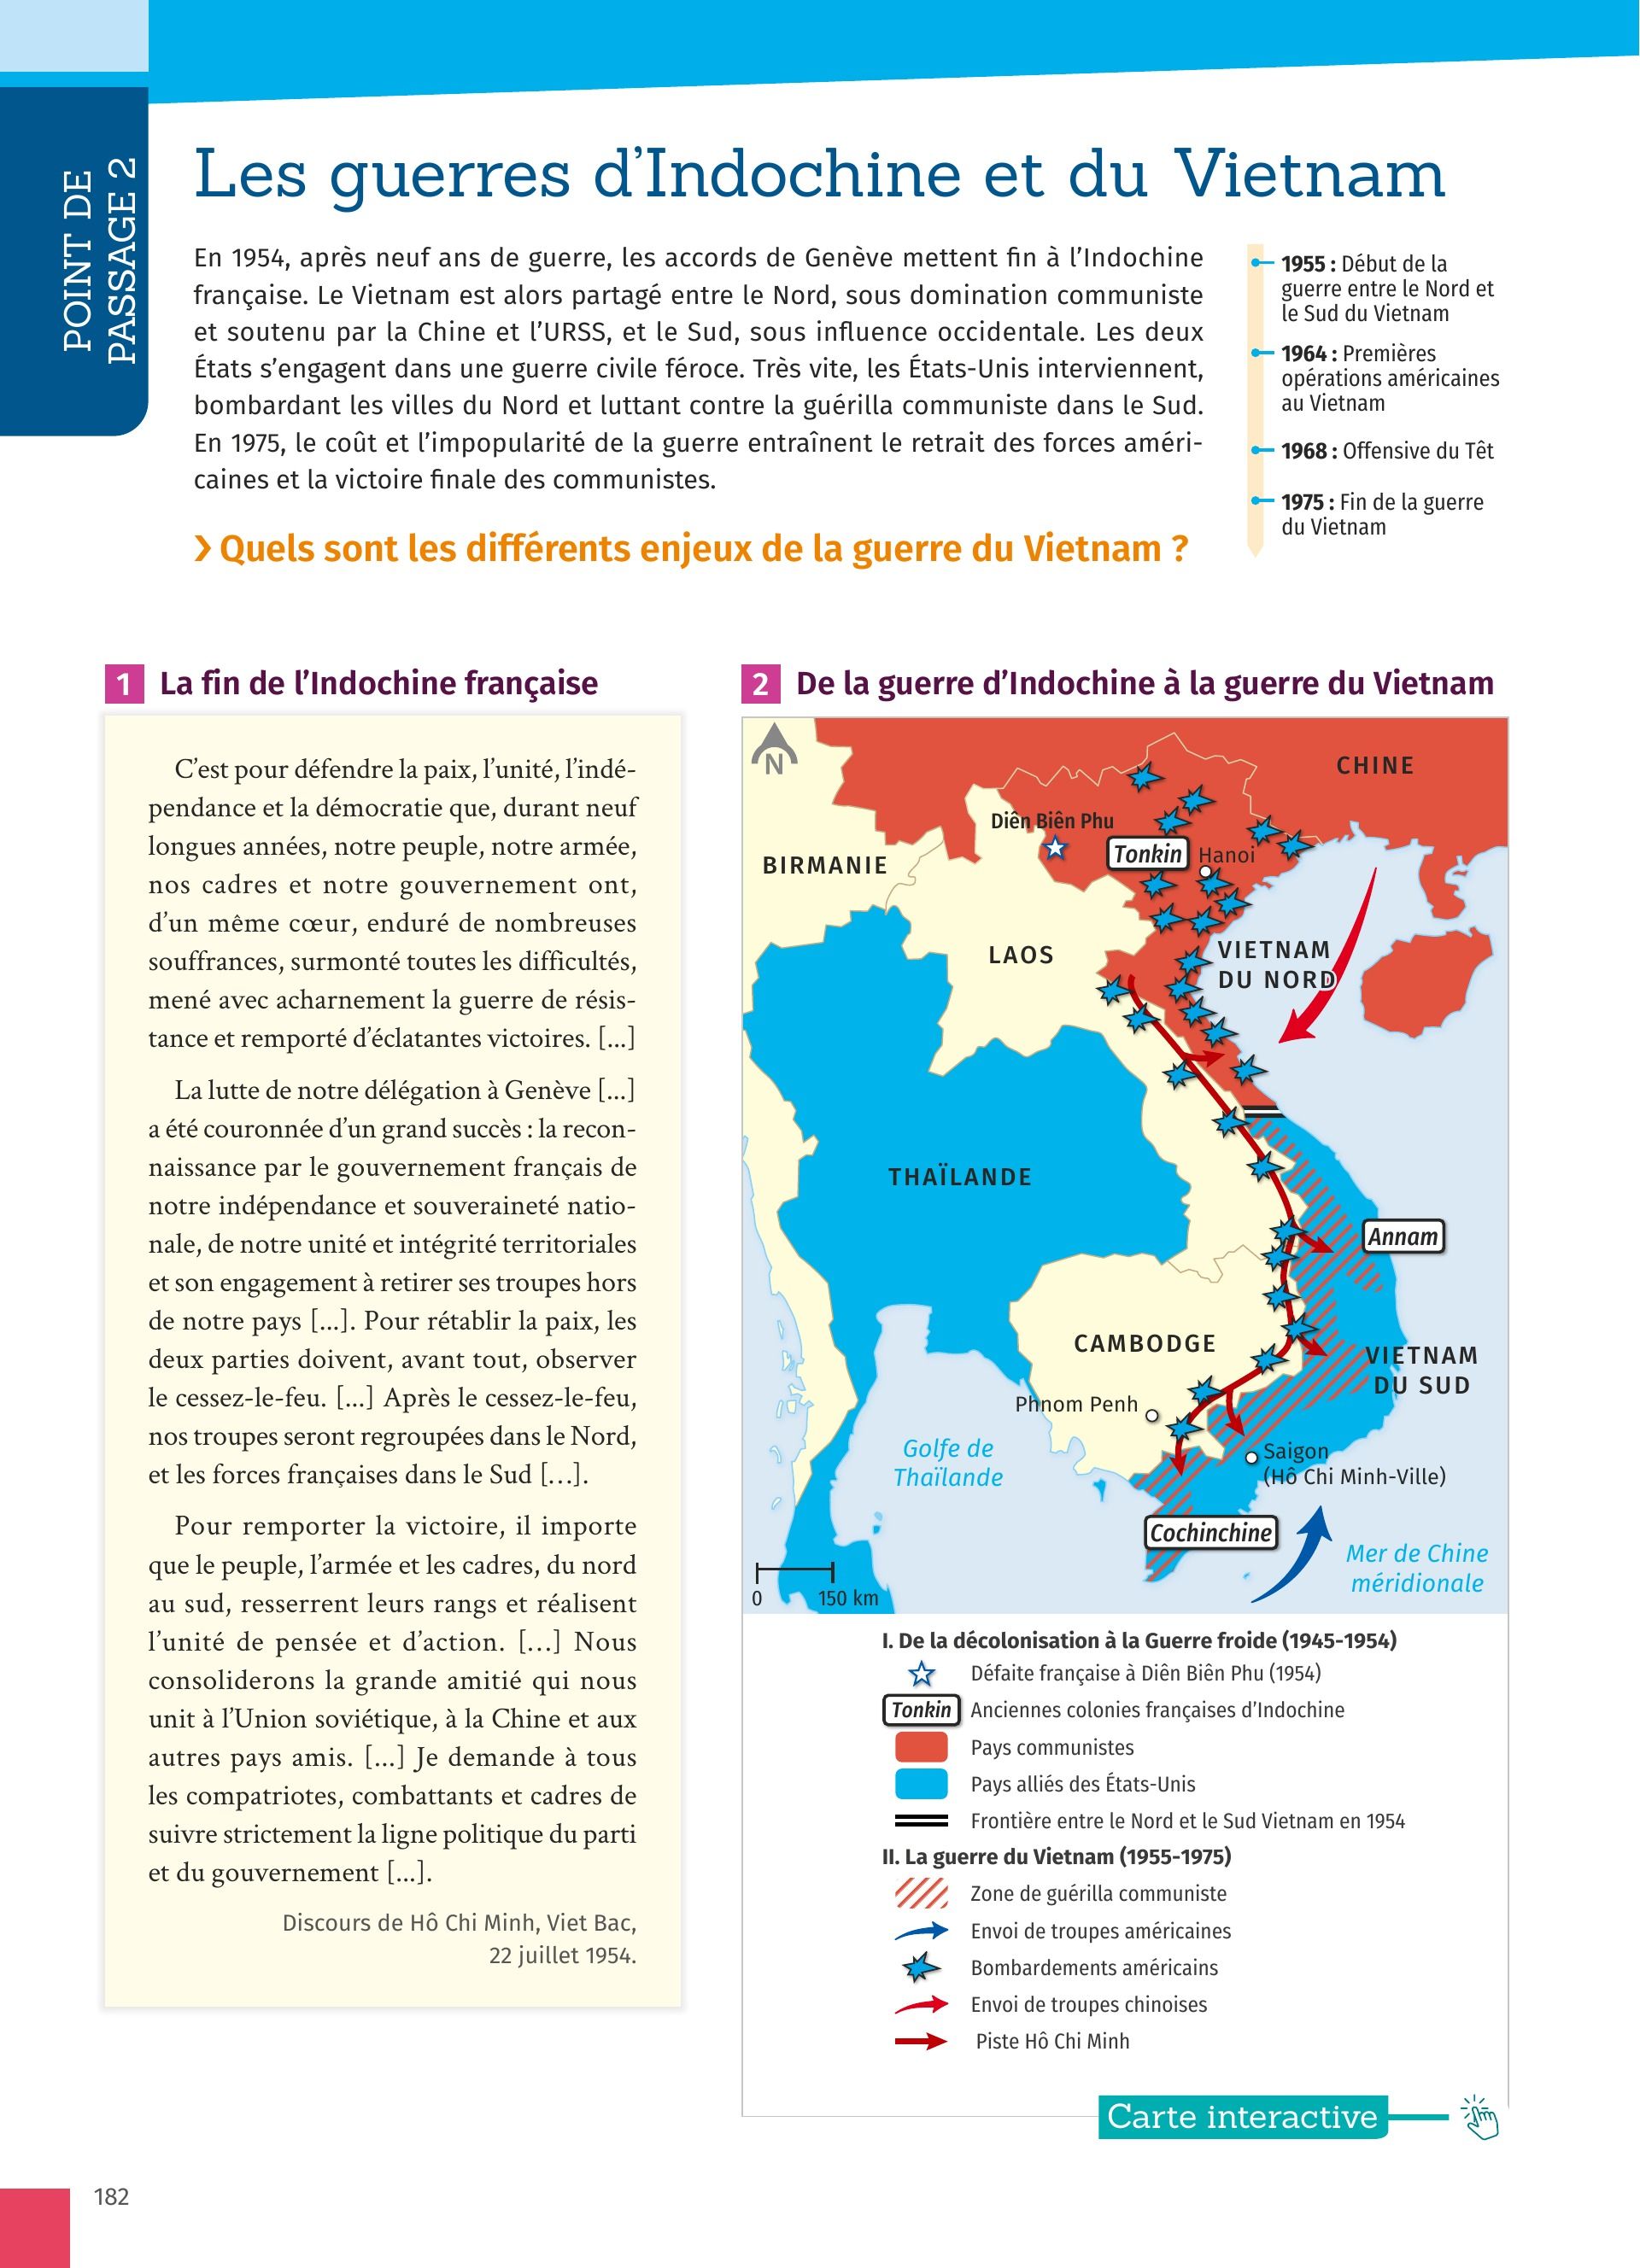 POINT DE
PASSAGE 2
Les guerres d’Indochine et du Vietnam
En 1954, après neuf ans de guerre, les accords de Genève mettent fin à l’Indochine
française. Le Vietnam est alors partagé entre le Nord, sous domination communiste
et soutenu par la Chine et l’URSS, et le Sud, sous influence occidentale. Les deux
États s’engagent dans une guerre civile féroce. Très vite, les États-Unis interviennent,
bombardant les villes du Nord et luttant contre la guérilla communiste dans le Sud.
En 1975, le coût et l’impopularité de la guerre entraînent le retrait des forces améri-
caines et la victoire finale des communistes.
› Quels sont les différents enjeux de la guerre du Vietnam ?
1955 : Début de la
guerre entre le Nord et
le Sud du Vietnam
1964 : Premières
opérations américaines
au Vietnam
1968 : Offensive du Têt
1975 : Fin de la guerre
du Vietnam
1 La fin de l’Indochine française
C’est pour défendre la paix, l’unité, l’indé-
pendance et la démocratie que, durant neuf
longues années, notre peuple, notre armée,
nos cadres et notre gouvernement ont,
d’un même cœur, enduré de nombreuses
souffrances, surmonté toutes les difficultés,
mené avec acharnement la guerre de résis-
tance et remporté d’éclatantes victoires. [...]
La lutte de notre délégation à Genève [...]
a été couronnée d’un grand succès : la recon-
naissance par le gouvernement français de
notre indépendance et souveraineté natio-
nale, de notre unité et intégrité territoriales
et son engagement à retirer ses troupes hors
de notre pays [...]. Pour rétablir la paix, les
deux parties doivent, avant tout, observer
le cessez-le-feu. [...] Après le cessez-le-feu,
nos troupes seront regroupées dans le Nord,
et les forces françaises dans le Sud [...].
Pour remporter la victoire, il importe
que le peuple, l’armée et les cadres, du nord
au sud, resserrent leurs rangs et réalisent
l’unité de pensée et d’action. [...] Nous
consoliderons la grande amitié qui nous
unit à l’Union soviétique, à la Chine et aux
autres pays amis. [...] Je demande à tous
les compatriotes, combattants et cadres de
suivre strictement la ligne politique du parti
et du gouvernement [...].
Discours de Hô Chi Minh, Viet Bac,
22 juillet 1954.
2 De la guerre d’Indochine à la guerre du Vietnam
N
CHINE
Diên Biên Phu
Tonkin
Hanoi
BIRMANIE
LAOS
VIETNAM
DU NORD
THAÏLANDE
Annam
CAMBODGE
VIETNAM
DU SUD
Phnom Penh
Golfe de
Thaïlande
Saigon
(Hô Chi Minh-Ville)
Cochinchine
Mer de Chine
méridionale
0 150 km
I. De la décolonisation à la Guerre froide (1945-1954)
Défaite française à Diên Biên Phu (1954)
Tonkin Anciennes colonies françaises d’Indochine
Pays communistes
Pays alliés des États-Unis
Frontière entre le Nord et le Sud Vietnam en 1954
II. La guerre du Vietnam (1955-1975)
Zone de guérilla communiste
Envoi de troupes américaines
Bombardements américains
Envoi de troupes chinoises
Piste Hô Chi Minh
Carte interactive
182